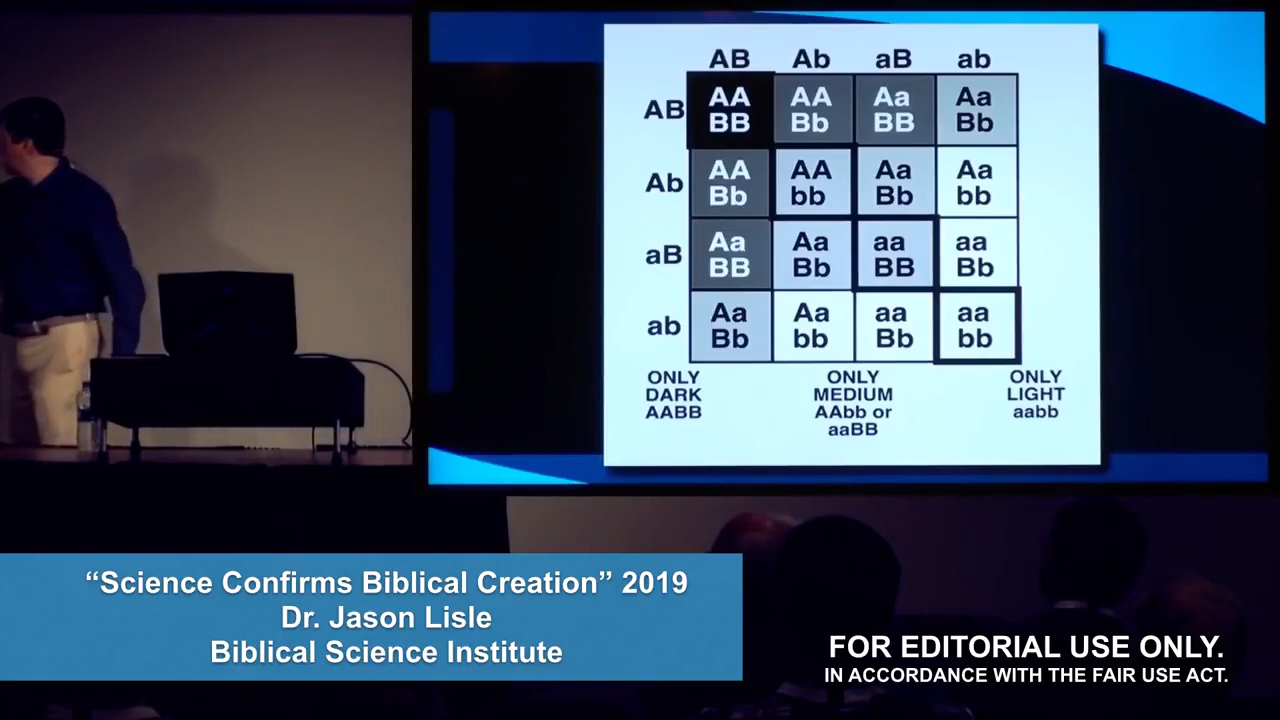 AB Ab aB ab
AB AA AA Aa Aa
BB Bb BB Bb
Ab AA AA Aa Aa
Bb bb Bb bb
aB Aa Aa aa aa
BB Bb BB Bb
ab Aa Aa aa aa
Bb bb Bb bb
ONLY ONLY ONLY
DARK MEDIUM LIGHT
AABB AAbb or aabb
aaBB
“Science Confirms Biblical Creation” 2019
Dr. Jason Lisle
Biblical Science Institute
FOR EDITORIAL USE ONLY.
IN ACCORDANCE WITH THE FAIR USE ACT.